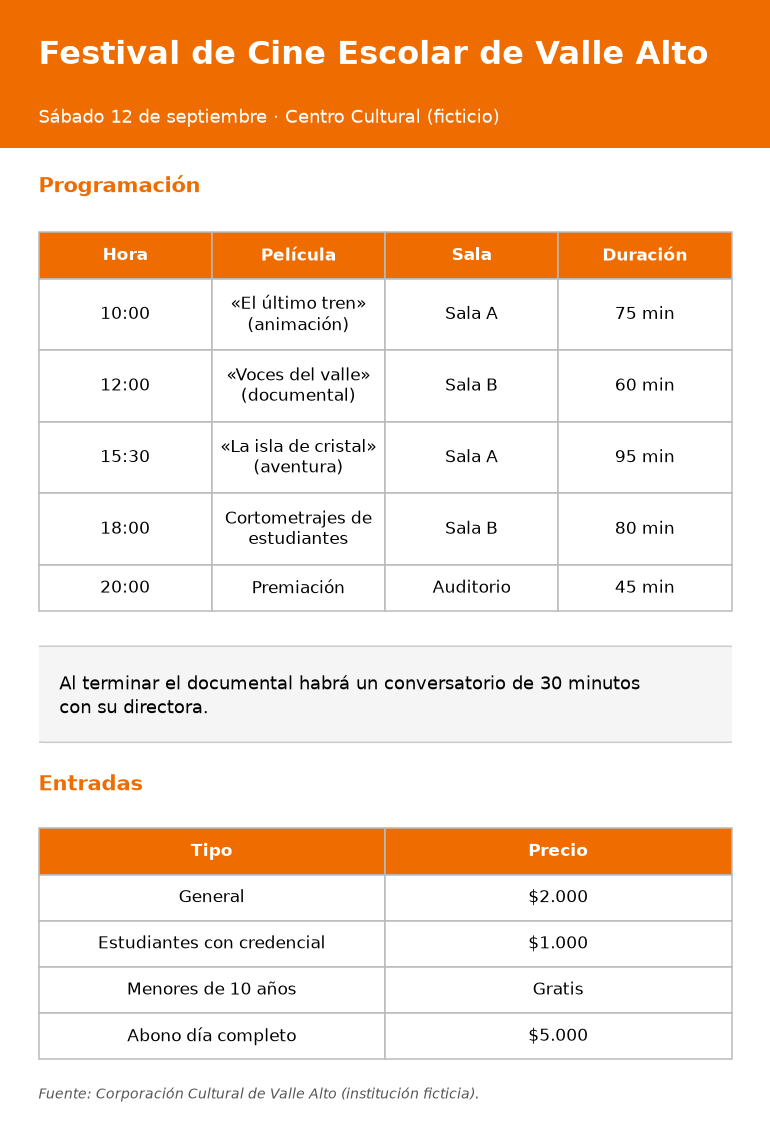 Festival de Cine Escolar de Valle Alto
Sábado 12 de septiembre · Centro Cultural (ficticio)
Programación
Hora Película Sala Duración
10:00 «El último tren» (animación) Sala A 75 min
12:00 «Voces del valle» (documental) Sala B 60 min
15:30 «La isla de cristal» (aventura) Sala A 95 min
18:00 Cortometrajes de estudiantes Sala B 80 min
20:00 Premiación Auditorio 45 min
Al terminar el documental habrá un conversatorio de 30 minutos
con su directora.
Entradas
Tipo Precio
General $2.000
Estudiantes con credencial $1.000
Menores de 10 años Gratis
Abono día completo $5.000
Fuente: Corporación Cultural de Valle Alto (institución ficticia).